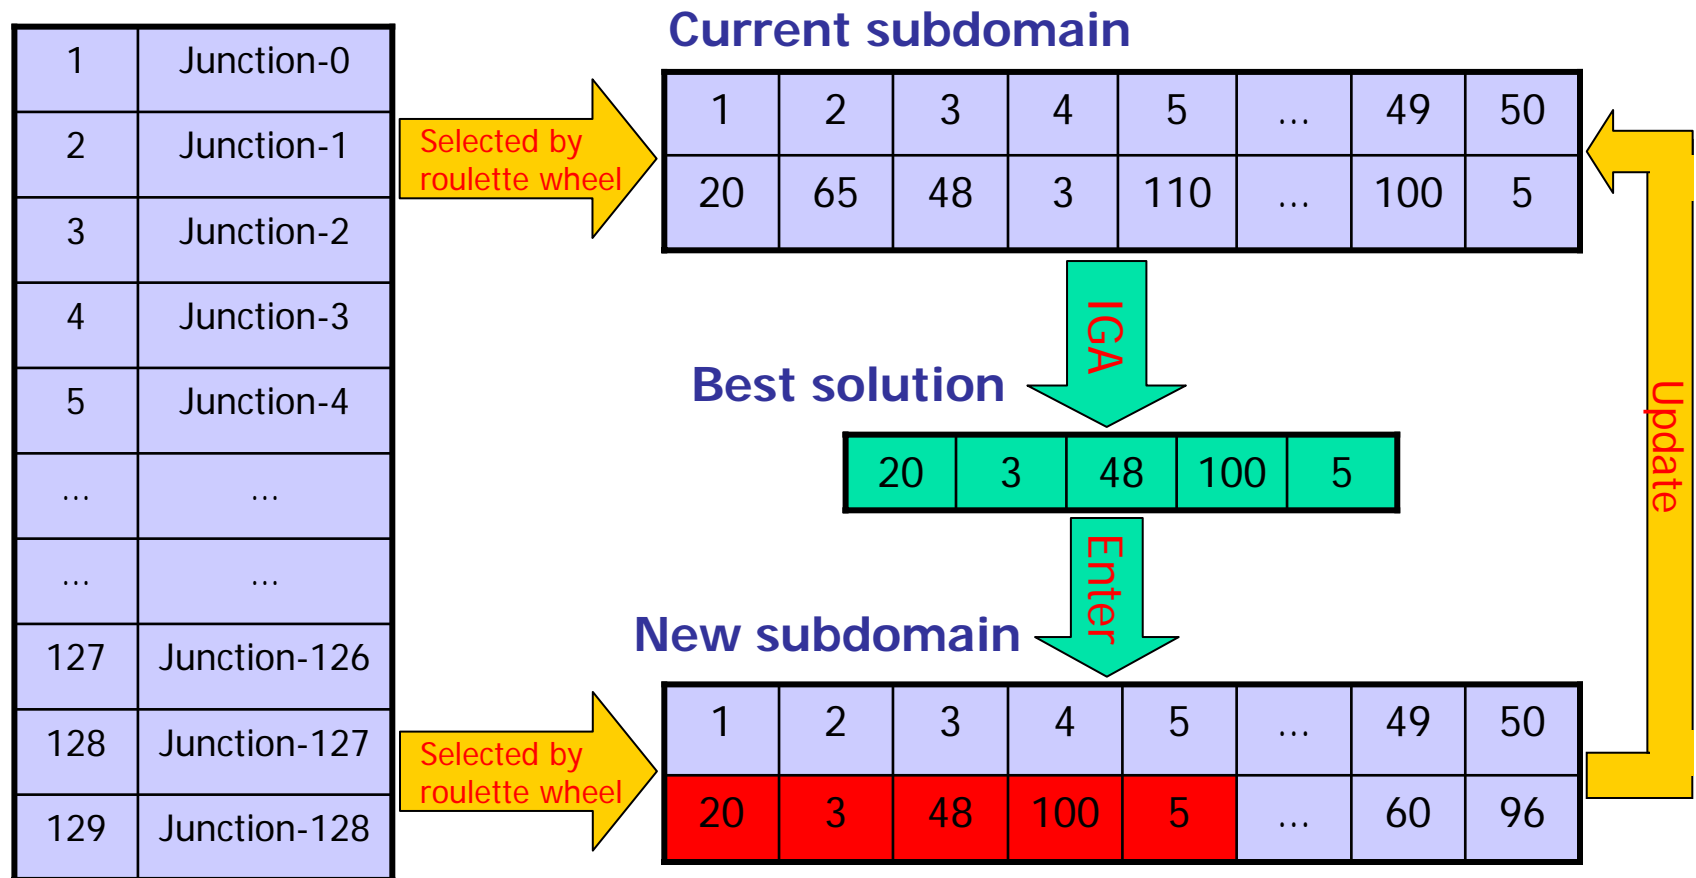 1 Junction-0
2 Junction-1
3 Junction-2
4 Junction-3
5 Junction-4
... ...
... ...
127 Junction-126
128 Junction-127
129 Junction-128
Selected by
roulette wheel
Current subdomain
1 2 3 4 5 ... 49 50
20 65 48 3 110 ... 100 5
IGA
Best solution
20 3 48 100 5
Enter
New subdomain
Selected by
roulette wheel
1 2 3 4 5 ... 49 50
20 3 48 100 5 ... 60 96
Update